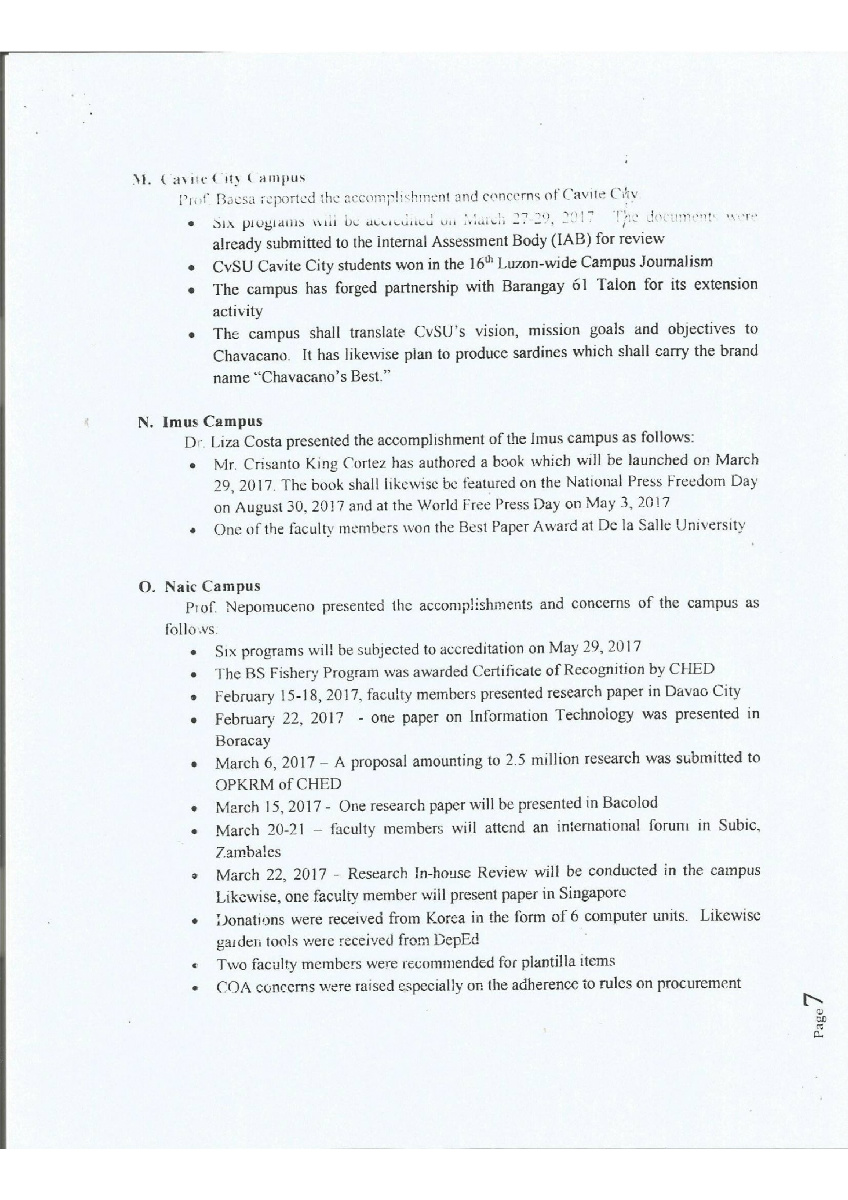 M. Cavite City Campus
Prof. Baesa reported the accomplishment and concerns of Cavite City
• Six programs will be accredited on March 27-29, 2017 The documents were
already submitted to the Internal Assessment Body (IAB) for review
• CvSU Cavite City students won in the 16th Luzon-wide Campus Journalism
• The campus has forged partnership with Barangay 61 Talon for its extension
activity
• The campus shall translate CvSU's vision, mission goals and objectives to
Chavacano. It has likewise plan to produce sardines which shall carry the brand
name “Chavacano's Best.”
N. Imus Campus
Dr. Liza Costa presented the accomplishment of the Imus campus as follows:
• Mr. Crisanto King Cortez has authored a book which will be launched on March
29, 2017. The book shall likewise be featured on the National Press Freedom Day
on August 30, 2017 and at the World Free Press Day on May 3, 2017
• One of the faculty members won the Best Paper Award at De la Salle University
O. Naic Campus
Prof. Nepomuceno presented the accomplishments and concerns of the campus as
follows.
• Six programs will be subjected to accreditation on May 29, 2017
• The BS Fishery Program was awarded Certificate of Recognition by CHED
• February 15-18, 2017, faculty members presented research paper in Davao City
• February 22, 2017 - one paper on Information Technology was presented in
Boracay
• March 6, 2017 – A proposal amounting to 2.5 million research was submitted to
OPKRM of CHED
• March 15, 2017 - One research paper will be presented in Bacolod
• March 20-21 – faculty members will attend an international forum in Subic,
Zambales
• March 22, 2017 - Research In-house Review will be conducted in the campus
Likewise, one faculty member will present paper in Singapore
• Donations were received from Korea in the form of 6 computer units. Likewise
garden tools were received from DepEd
• Two faculty members were recommended for plantilla items
• COA concerns were raised especially on the adherence to rules on procurement
Page 7